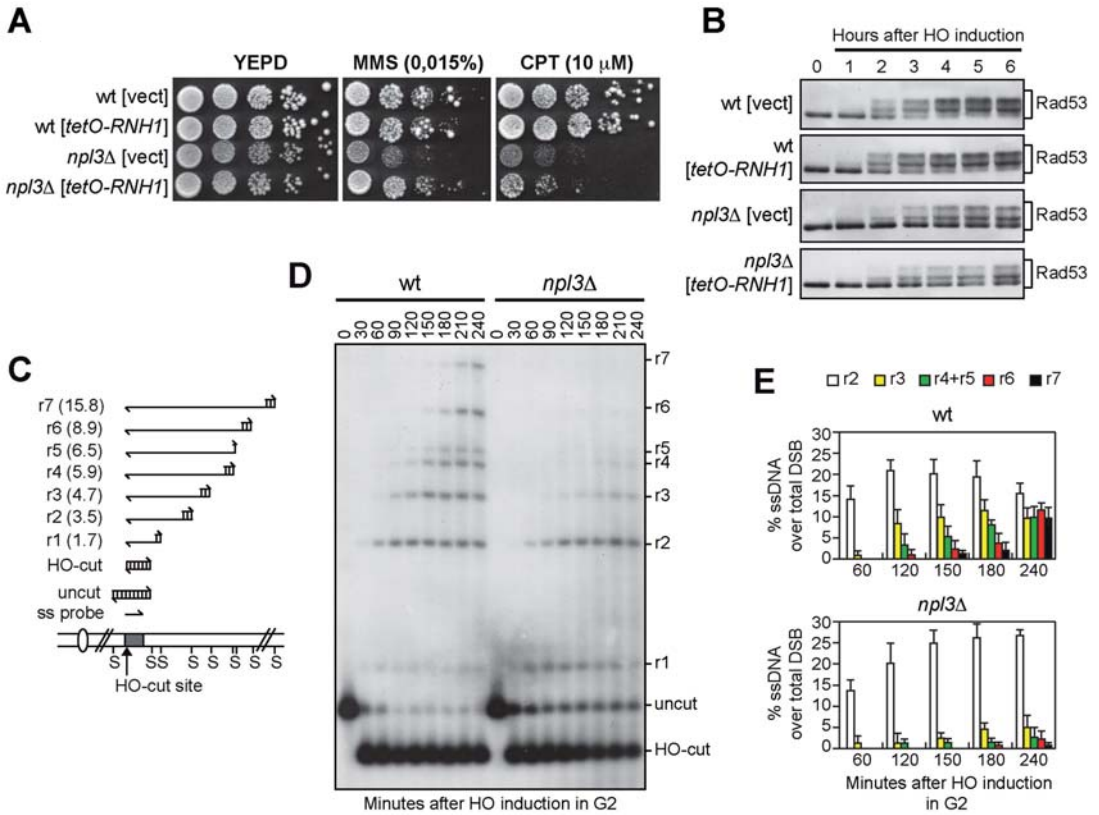 A
YEPD MMS (0,015%) CPT (10 µM)
wt [vect]
wt [tetO-RNH1]
npl3Δ [vect]
npl3Δ [tetO-RNH1]
B
Hours after HO induction
0 1 2 3 4 5 6
wt [vect] Rad53
wt
[tetO-RNH1] Rad53
npl3Δ [vect] Rad53
npl3Δ
[tetO-RNH1] Rad53
C
r7 (15.8)
r6 (8.9)
r5 (6.5)
r4 (5.9)
r3 (4.7)
r2 (3.5)
r1 (1.7)
HO-cut
uncut
ss probe
S SS S S S S S
HO-cut site
D
wt npl3Δ
0 30 60 90 120 150 180 210 240 0 30 60 90 120 150 180 210 240
r7
r6
r5
r4
r3
r2
r1
uncut
HO-cut
Minutes after HO induction in G2
E
r2 r3 r4+r5 r6 r7
wt
% ssDNA
over total DSB
30
25
20
15
10
5
0
60 120 150 180 240
npl3Δ
% ssDNA
over total DSB
30
25
20
15
10
5
0
60 120 150 180 240
Minutes after HO induction
in G2